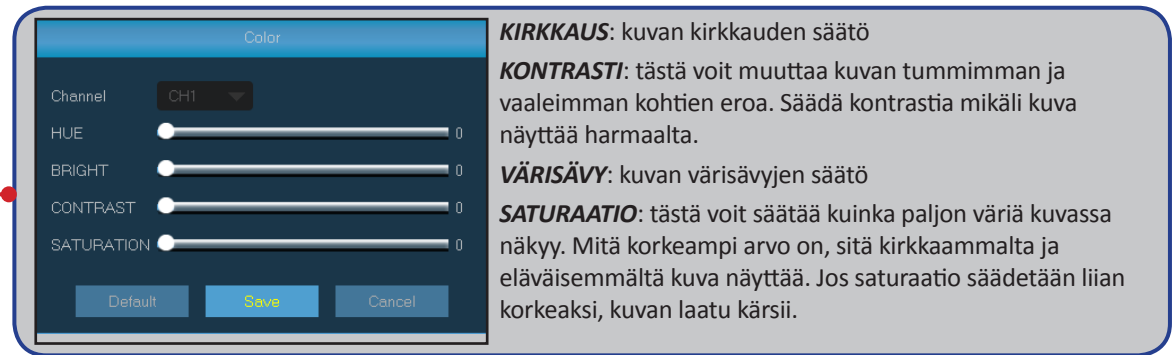 Color
Channel CH1
HUE 0
BRIGHT 0
CONTRAST 0
SATURATION 0
Default Save Cancel
KIRKKAUS: kuvan kirkkauden säätö
KONTRASTI: tästä voit muuttaa kuvan tummimman ja
vaaleimman kohtien eroa. Säädä kontrastia mikäli kuva
näyttää harmaalta.
VÄRISÄVY: kuvan värisävyjen säätö
SATURAATIO: tästä voit säätää kuinka paljon väriä kuvassa
näkyy. Mitä korkeampi arvo on, sitä kirkkaammalta ja
eläväisemmältä kuva näyttää. Jos saturaatio säädetään liian
korkeaksi, kuvan laatu kärsii.